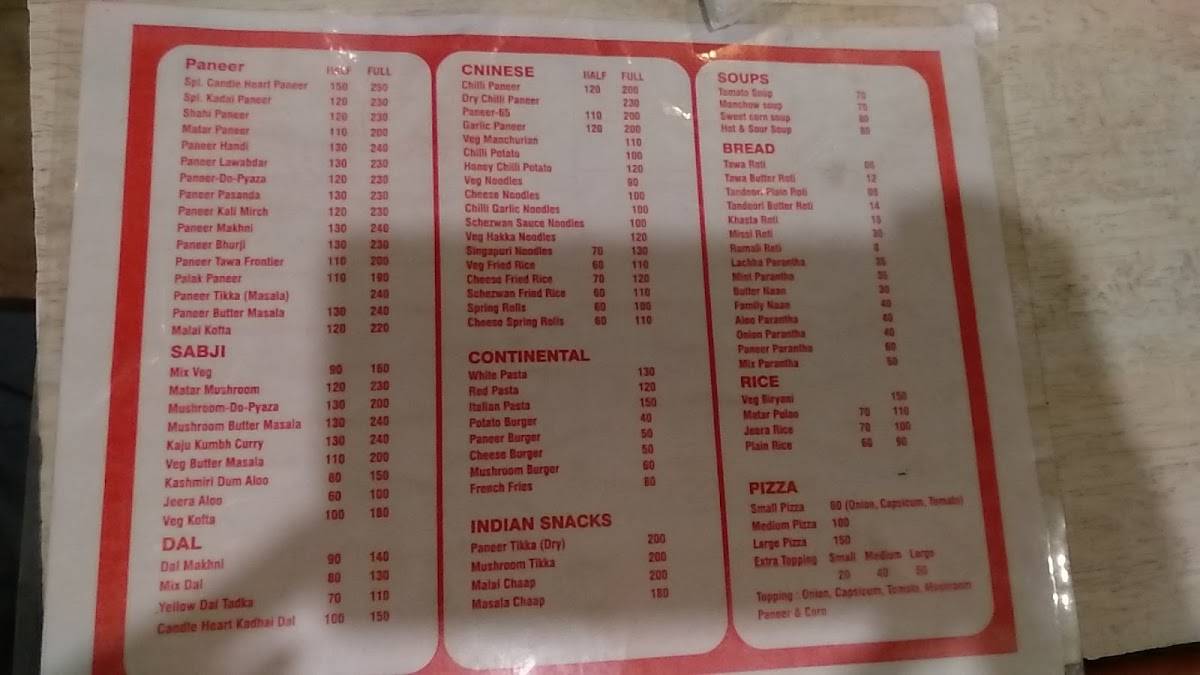 Paneer HALF FULL
Spl. Candle Heart Paneer 150 250
Spl. Kadai Paneer 120 230
Shahi Paneer 120 230
Matar Paneer 110 200
Paneer Handi 130 240
Paneer Lawabdar 130 230
Paneer-Do-Pyaza 120 230
Paneer Pasanda 130 230
Paneer Kali Mirch 120 230
Paneer Makhni 130 240
Paneer Bhurji 130 230
Paneer Tawa Frontier 110 200
Palak Paneer 110 190
Paneer Tikka (Masala) 240
Paneer Butter Masala 130 240
Malai Kofta 120 220
SABJI
Mix Veg 90 160
Matar Mushroom 120 230
Mushroom-Do-Pyaza 130 200
Mushroom Butter Masala 130 240
Kaju Kumbh Curry 130 240
Veg Butter Masala 110 200
Kashmiri Dum Aloo 80 150
Jeera Aloo 60 100
Veg Kofta 100 180
DAL
Dal Makhni 90 140
Mix Dal 80 130
Yellow Dal Tadka 70 110
Candle Heart Kadhai Dal 100 150
CNINESE HALF FULL
Chilli Paneer 120 200
Dry Chilli Paneer 230
Paneer-65 110 200
Garlic Paneer 120 200
Veg Manchurian 110
Chilli Potato 100
Honey Chilli Potato 120
Veg Noodles 90
Cheese Noodles 100
Chilli Garlic Noodles 100
Schezwan Sauce Noodles 100
Veg Hakka Noodles 120
Singapuri Noodles 70 130
Veg Fried Rice 60 110
Cheese Fried Rice 70 120
Schezwan Fried Rice 60 110
Spring Rolls 60 100
Cheese Spring Rolls 60 110
CONTINENTAL
White Pasta 130
Red Pasta 120
Italian Pasta 150
Potato Burger 40
Paneer Burger 50
Cheese Burger 50
Mushroom Burger 60
French Fries 60
INDIAN SNACKS
Paneer Tikka (Dry) 200
Mushroom Tikka 200
Malai Chaap 200
Masala Chaap 180
SOUPS
Tomato Soup 70
Manchow soup 70
Sweet corn soup 80
Hot & Sour Soup 80
BREAD
Tawa Roti
Tawa Butter Roti 12
Tandoori Plain Roti
Tandoori Butter Roti 14
Khasta Roti
Missi Roti 30
Ramali Roti
Lachha Parantha 35
Mint Parantha 35
Butter Naan 30
Family Naan 40
Aloo Parantha 40
Onion Parantha 40
Paneer Parantha 60
Mix Parantha 50
RICE
Veg Biryani 150
Matar Pulao 70 110
Jeera Rice 70 100
Plain Rice 60 90
PIZZA
Small Pizza (Onion, Capsicum, Tomato)
Medium Pizza 100
Large Pizza 150
Extra Topping Small Medium Large
20 40 50
Topping : Onion, Capsicum, Tomato, Mushroom
Paneer & Corn